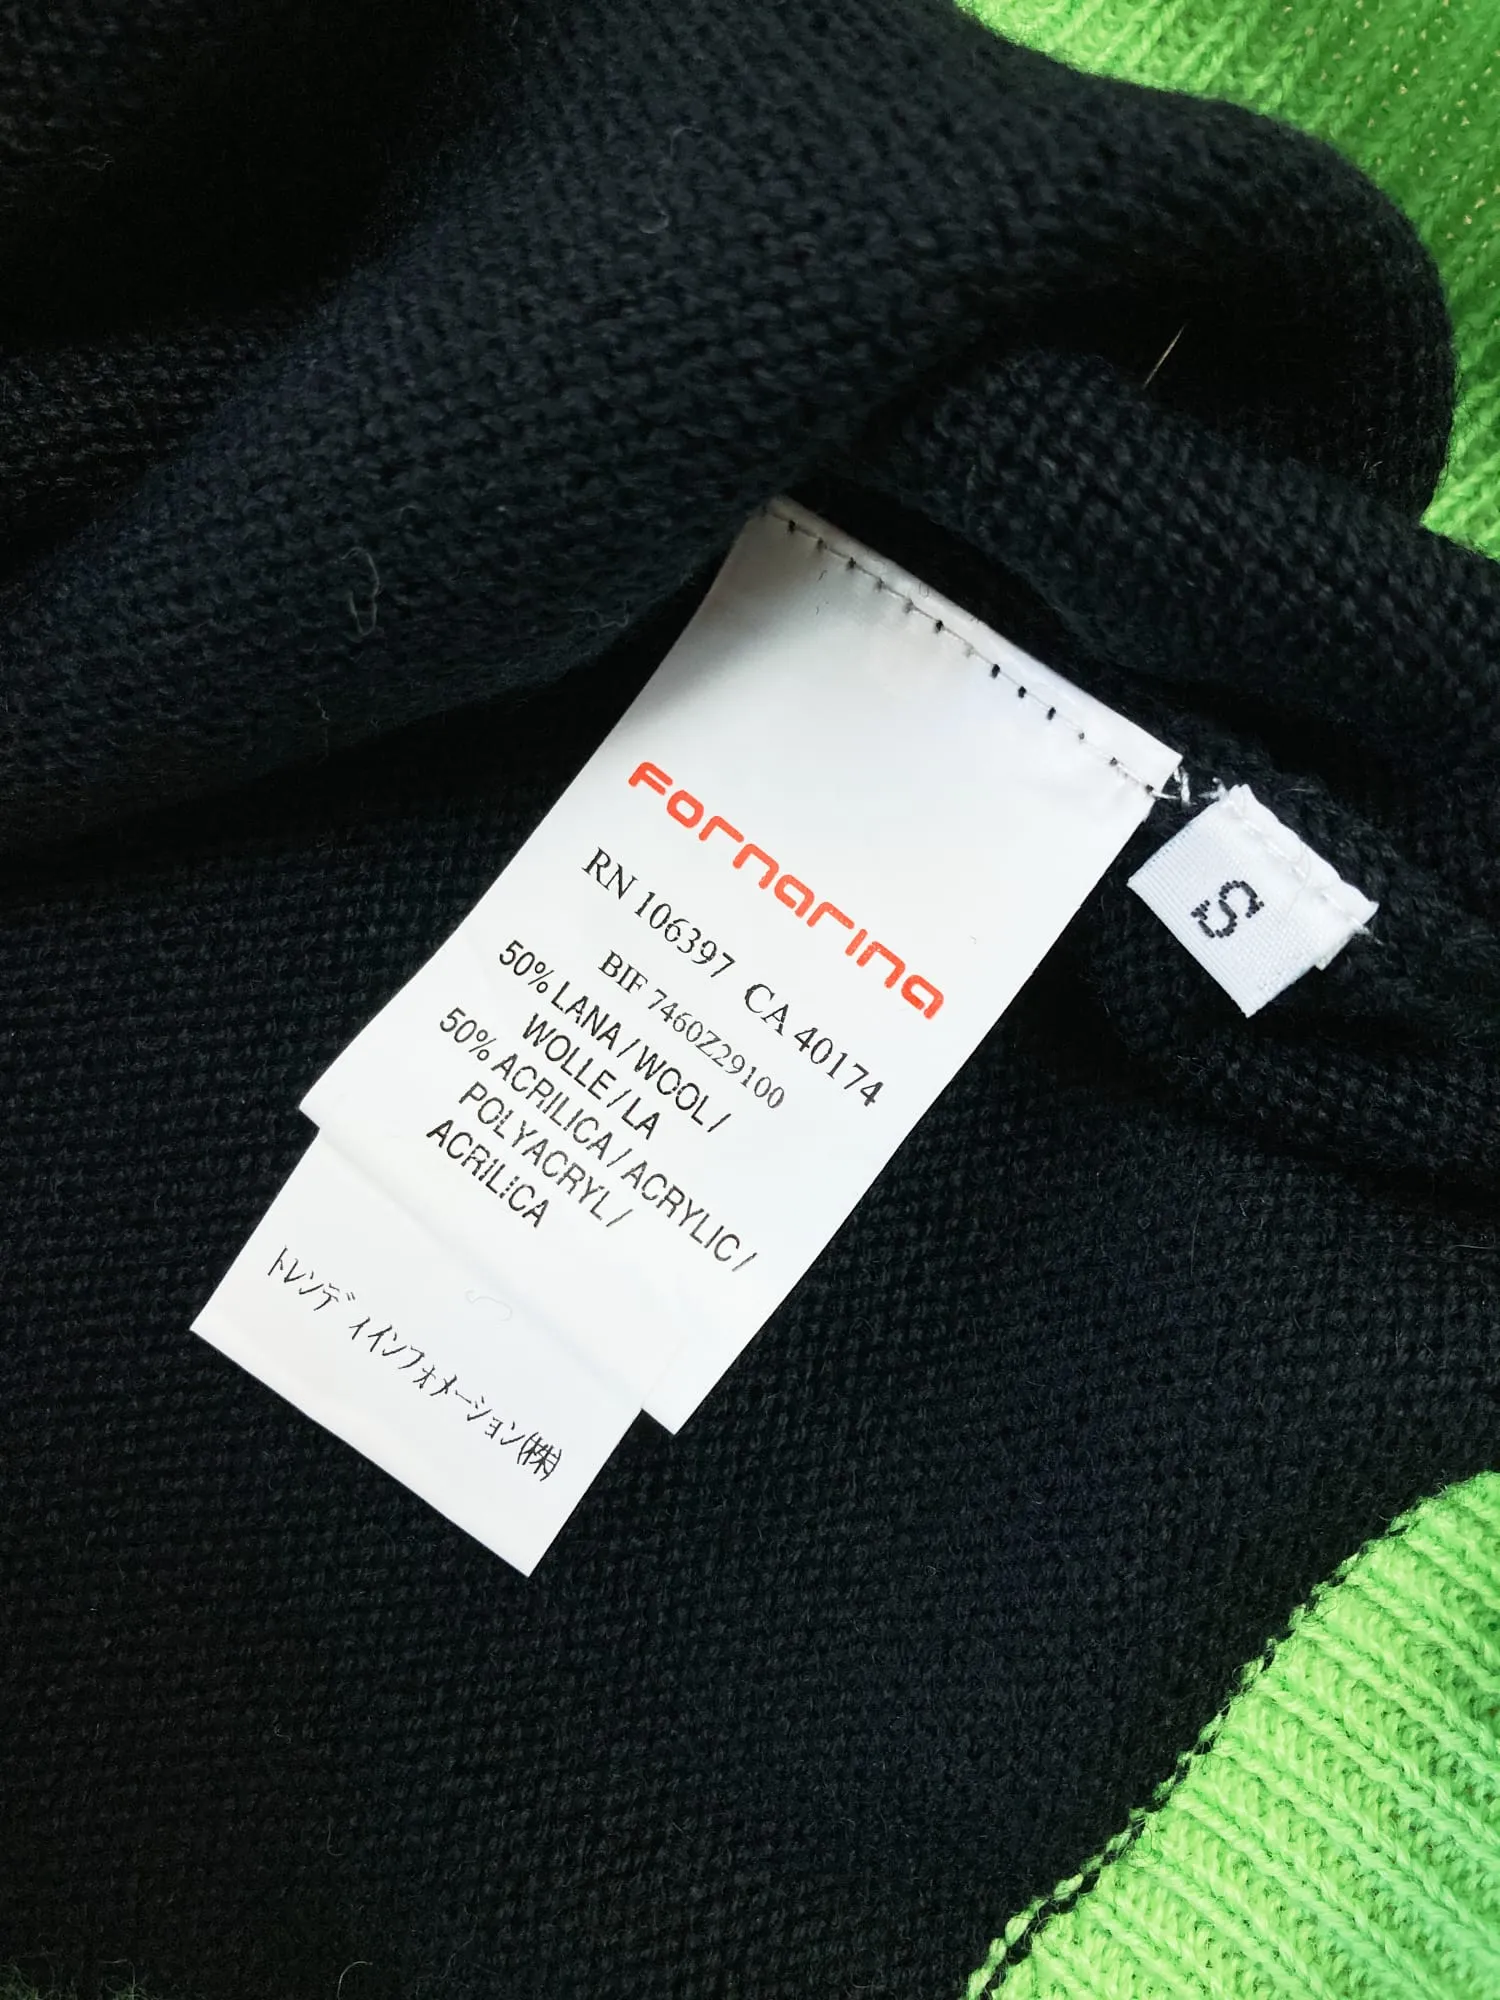 Fornarina
RN 106397 CA 40174
BIF 7460Z29100
50% LANA / WOOL /
WOLLE / LA
50% ACRILICA / ACRYLIC /
POLYACRYL /
ACRILICA
トレンディインフォメーション(株)
S